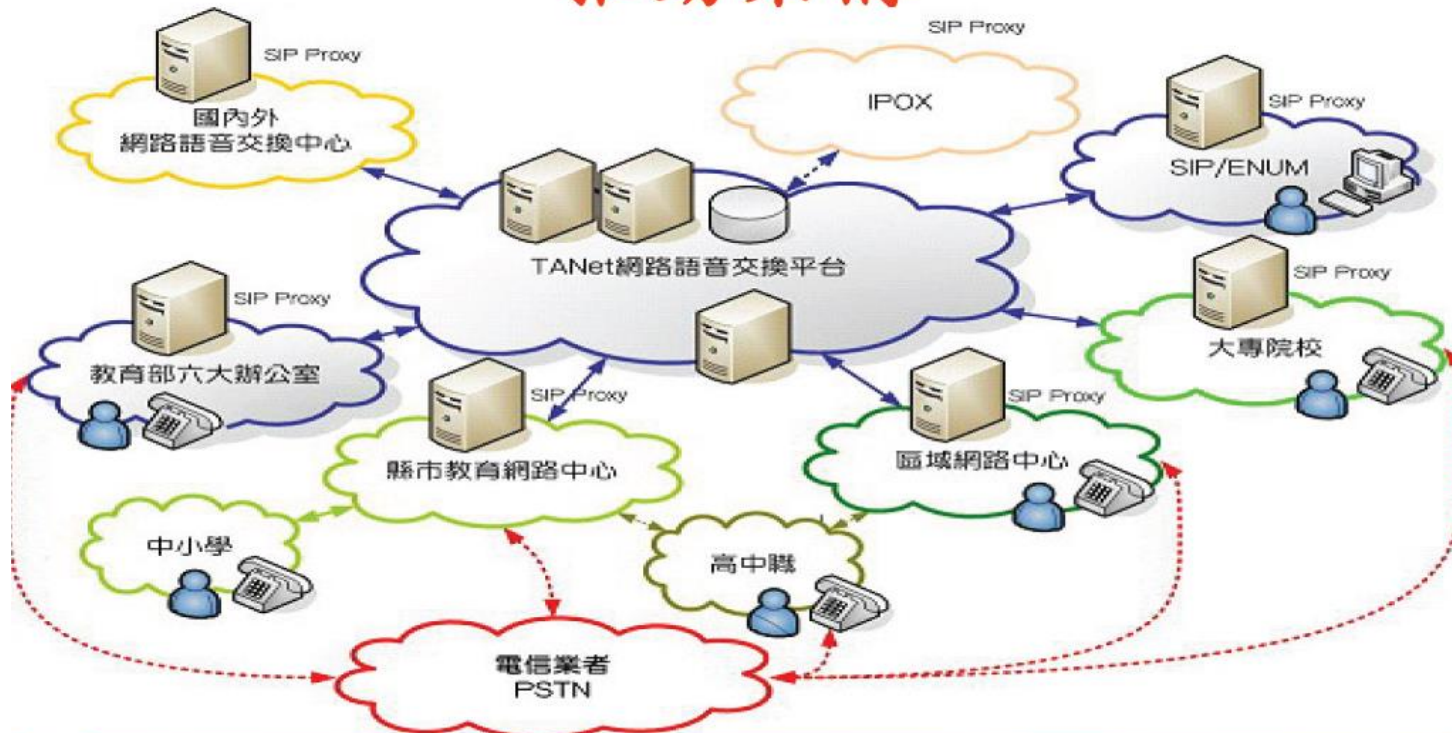 SIP Proxy
國內外
網路語音交換中心
SIP Proxy
IPOX
SIP Proxy
SIP/ENUM
TANet網路語音交換平台
SIP Proxy
教育部六大辦公室
SIP Proxy
大專院校
SIP Proxy
縣市教育網路中心
SIP Proxy
區域網路中心
中小學
高中職
電信業者
PSTN